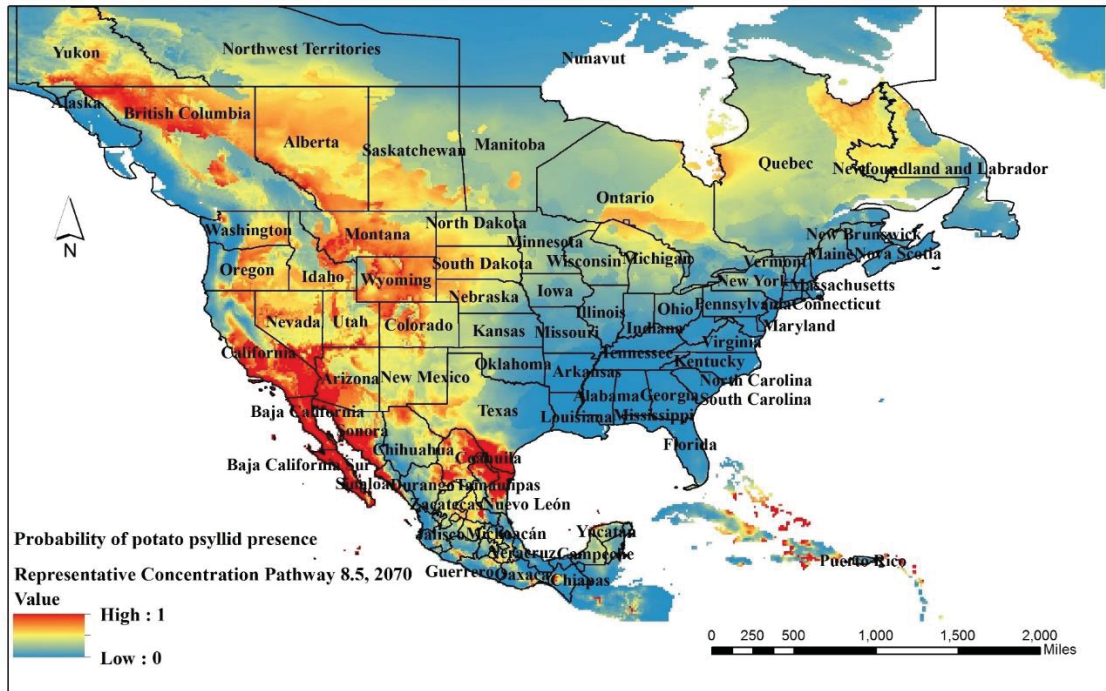 Yukon
Northwest Territories
Nunavut
Alaska
British Columbia
Alberta
Saskatchewan
Manitoba
Quebec
Newfoundland and Labrador
Ontario
N
Washington
Montana
North Dakota
Minnesota
New Brunswick
Maine
Nova Scotia
Oregon
Idaho
Wyoming
South Dakota
Wisconsin
Michigan
Vermont
New York
Massachusetts
Nebraska
Iowa
Illinois
Ohio
Pennsylvania
Connecticut
Nevada
Utah
Colorado
Kansas
Missouri
Indiana
Maryland
Virginia
California
Arizona
New Mexico
Oklahoma
Tennessee
Kentucky
Arkansas
North Carolina
South Carolina
Baja California
Texas
Alabama
Georgia
Louisiana
Mississippi
Sonora
Chihuahua
Coahuila
Florida
Baja California Sur
Sinaloa
Durango
Tamaulipas
Zacatecas
Nuevo León
Jalisco
Michoacán
Yucatán
Veracruz
Campeche
Puerto Rico
Guerrero
Oaxaca
Chiapas
Probability of potato psyllid presence
Representative Concentration Pathway 8.5, 2070
Value
High : 1
Low : 0
0 250 500 1,000 1,500 2,000
Miles